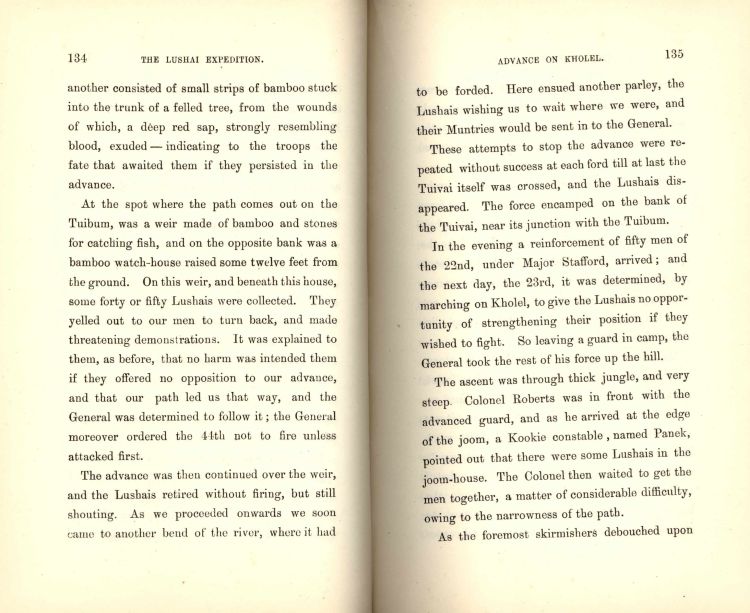 134 THE LUSHAI EXPEDITION.
another consisted of small strips of bamboo stuck
into the trunk of a felled tree, from the wounds
of which, a deep red sap, strongly resembling
blood, exuded — indicating to the troops the
fate that awaited them if they persisted in the
advance.
At the spot where the path comes out on the
Tuibum, was a weir made of bamboo and stones
for catching fish, and on the opposite bank was a
bamboo watch-house raised some twelve feet from
the ground. On this weir, and beneath this house,
some forty or fifty Lushais were collected. They
yelled out to our men to turn back, and made
threatening demonstrations. It was explained to
them, as before, that no harm was intended them
if they offered no opposition to our advance,
and that our path led us that way, and the
General was determined to follow it; the General
moreover ordered the 44th not to fire unless
attacked first.
The advance was then continued over the weir,
and the Lushais retired without firing, but still
shouting. As we proceeded onwards we soon
came to another bend of the river, where it had
ADVANCE ON KHOLEL. 135
to be forded. Here ensued another parley, the
Lushais wishing us to wait where we were, and
their Muntries would be sent in to the General.
These attempts to stop the advance were re-
peated without success at each ford till at last the
Tuivai itself was crossed, and the Lushais dis-
appeared. The force encamped on the bank of
the Tuivai, near its junction with the Tuibum.
In the evening a reinforcement of fifty men of
the 22nd, under Major Stafford, arrived; and
the next day, the 23rd, it was determined, by
marching on Kholel, to give the Lushais no oppor-
tunity of strengthening their position if they
wished to fight. So leaving a guard in camp, the
General took the rest of his force up the hill.
The ascent was through thick jungle, and very
steep. Colonel Roberts was in front with the
advanced guard, and as he arrived at the edge
of the joom, a Kookie constable, named Panek,
pointed out that there were some Lushais in the
joom-house. The Colonel then waited to get the
men together, a matter of considerable difficulty,
owing to the narrowness of the path.
As the foremost skirmishers debouched upon